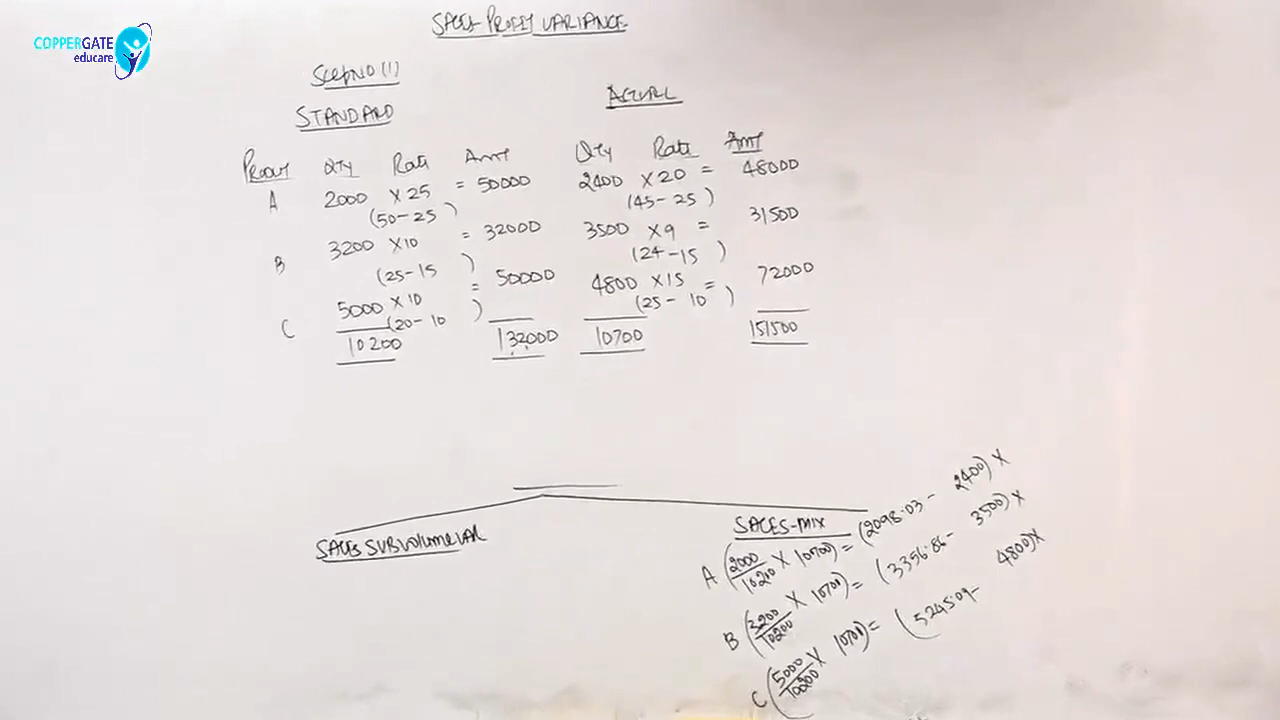 COPPERGATE
educare
SALES PROFIT VARIANCE
STEP NO (1)
STANDARD
ACTUAL
PRODUCT QTY Rate Amt Qty Rate Amt
A 2000 × 25 = 50000 2400 × 20 = 48000
(50-25) (45-25)
B 3200 × 10 = 32000 3500 × 9 = 31500
(25-15) (24-15)
C 5000 × 10 = 50000 4800 × 15 = 72000
(20-10) (25-10)
10200 132000 10700 151500
SALES SUBVOLUME VAR
SALES-MIX
A (2000/10200 × 10700) = (2098.03 - 2400) ×
B (3200/10200 × 10700) = (3356.86 - 3500) ×
C (5000/10200 × 10700) = (5245.09 - 4800) ×